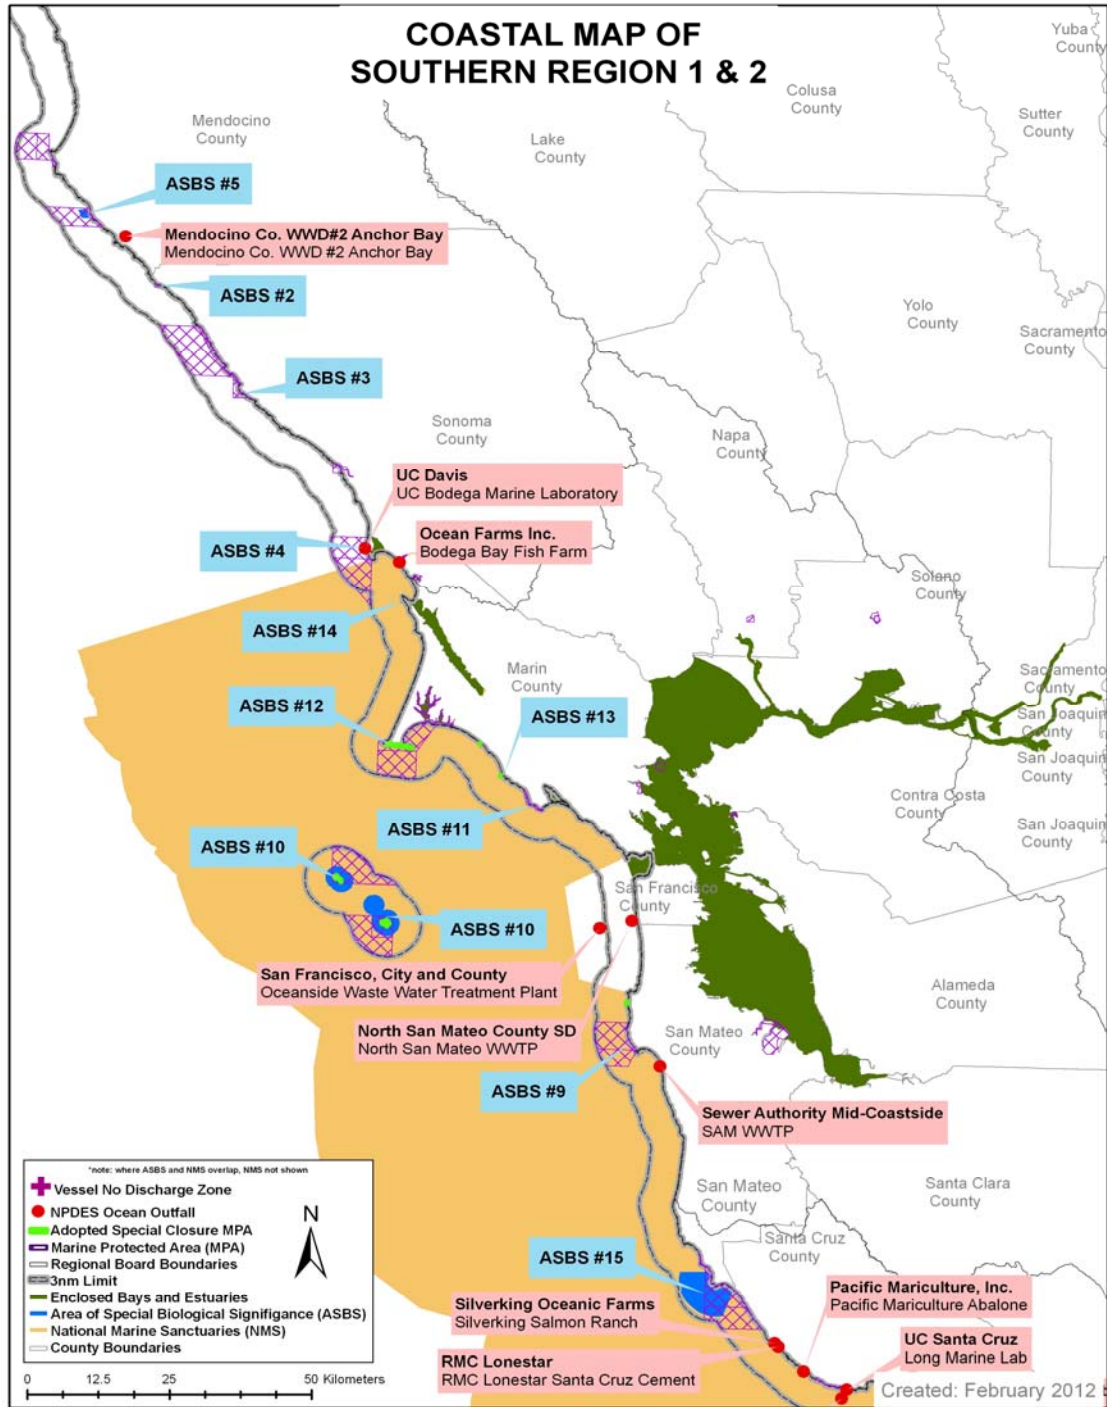 COASTAL MAP OF
SOUTHERN REGION 1 & 2
Yuba
County
Colusa
County
Sutter
County
Mendocino
County
Lake
County
ASBS #5
Mendocino Co. WWD#2 Anchor Bay
Mendocino Co. WWD #2 Anchor Bay
ASBS #2
Yolo
County
Sacramento
County
ASBS #3
Sonoma
County
Napa
County
UC Davis
UC Bodega Marine Laboratory
ASBS #4
Ocean Farms Inc.
Bodega Bay Fish Farm
Solano
County
ASBS #14
Marin
County
Sacramento
County
ASBS #12
ASBS #13
San Joaquin
County
San Joaquin
County
Contra Costa
County
ASBS #11
San Joaquin
County
ASBS #10
San Francisco
County
ASBS #10
San Francisco, City and County
Oceanside Waste Water Treatment Plant
Alameda
County
North San Mateo County SD
North San Mateo WWTP
San Mateo
County
ASBS #9
Sewer Authority Mid-Coastside
SAM WWTP
San Mateo
County
Santa Clara
County
Santa Cruz
County
ASBS #15
Silverking Oceanic Farms
Silverking Salmon Ranch
Pacific Mariculture, Inc.
Pacific Mariculture Abalone
RMC Lonestar
RMC Lonestar Santa Cruz Cement
UC Santa Cruz
Long Marine Lab
*note: where ASBS and NMS overlap, NMS not shown
Vessel No Discharge Zone
NPDES Ocean Outfall
Adopted Special Closure MPA
Marine Protected Area (MPA)
Regional Board Boundaries
3nm Limit
Enclosed Bays and Estuaries
Area of Special Biological Signifigance (ASBS)
National Marine Sanctuaries (NMS)
County Boundaries
N
0 12.5 25 50 Kilometers
Created: February 2012